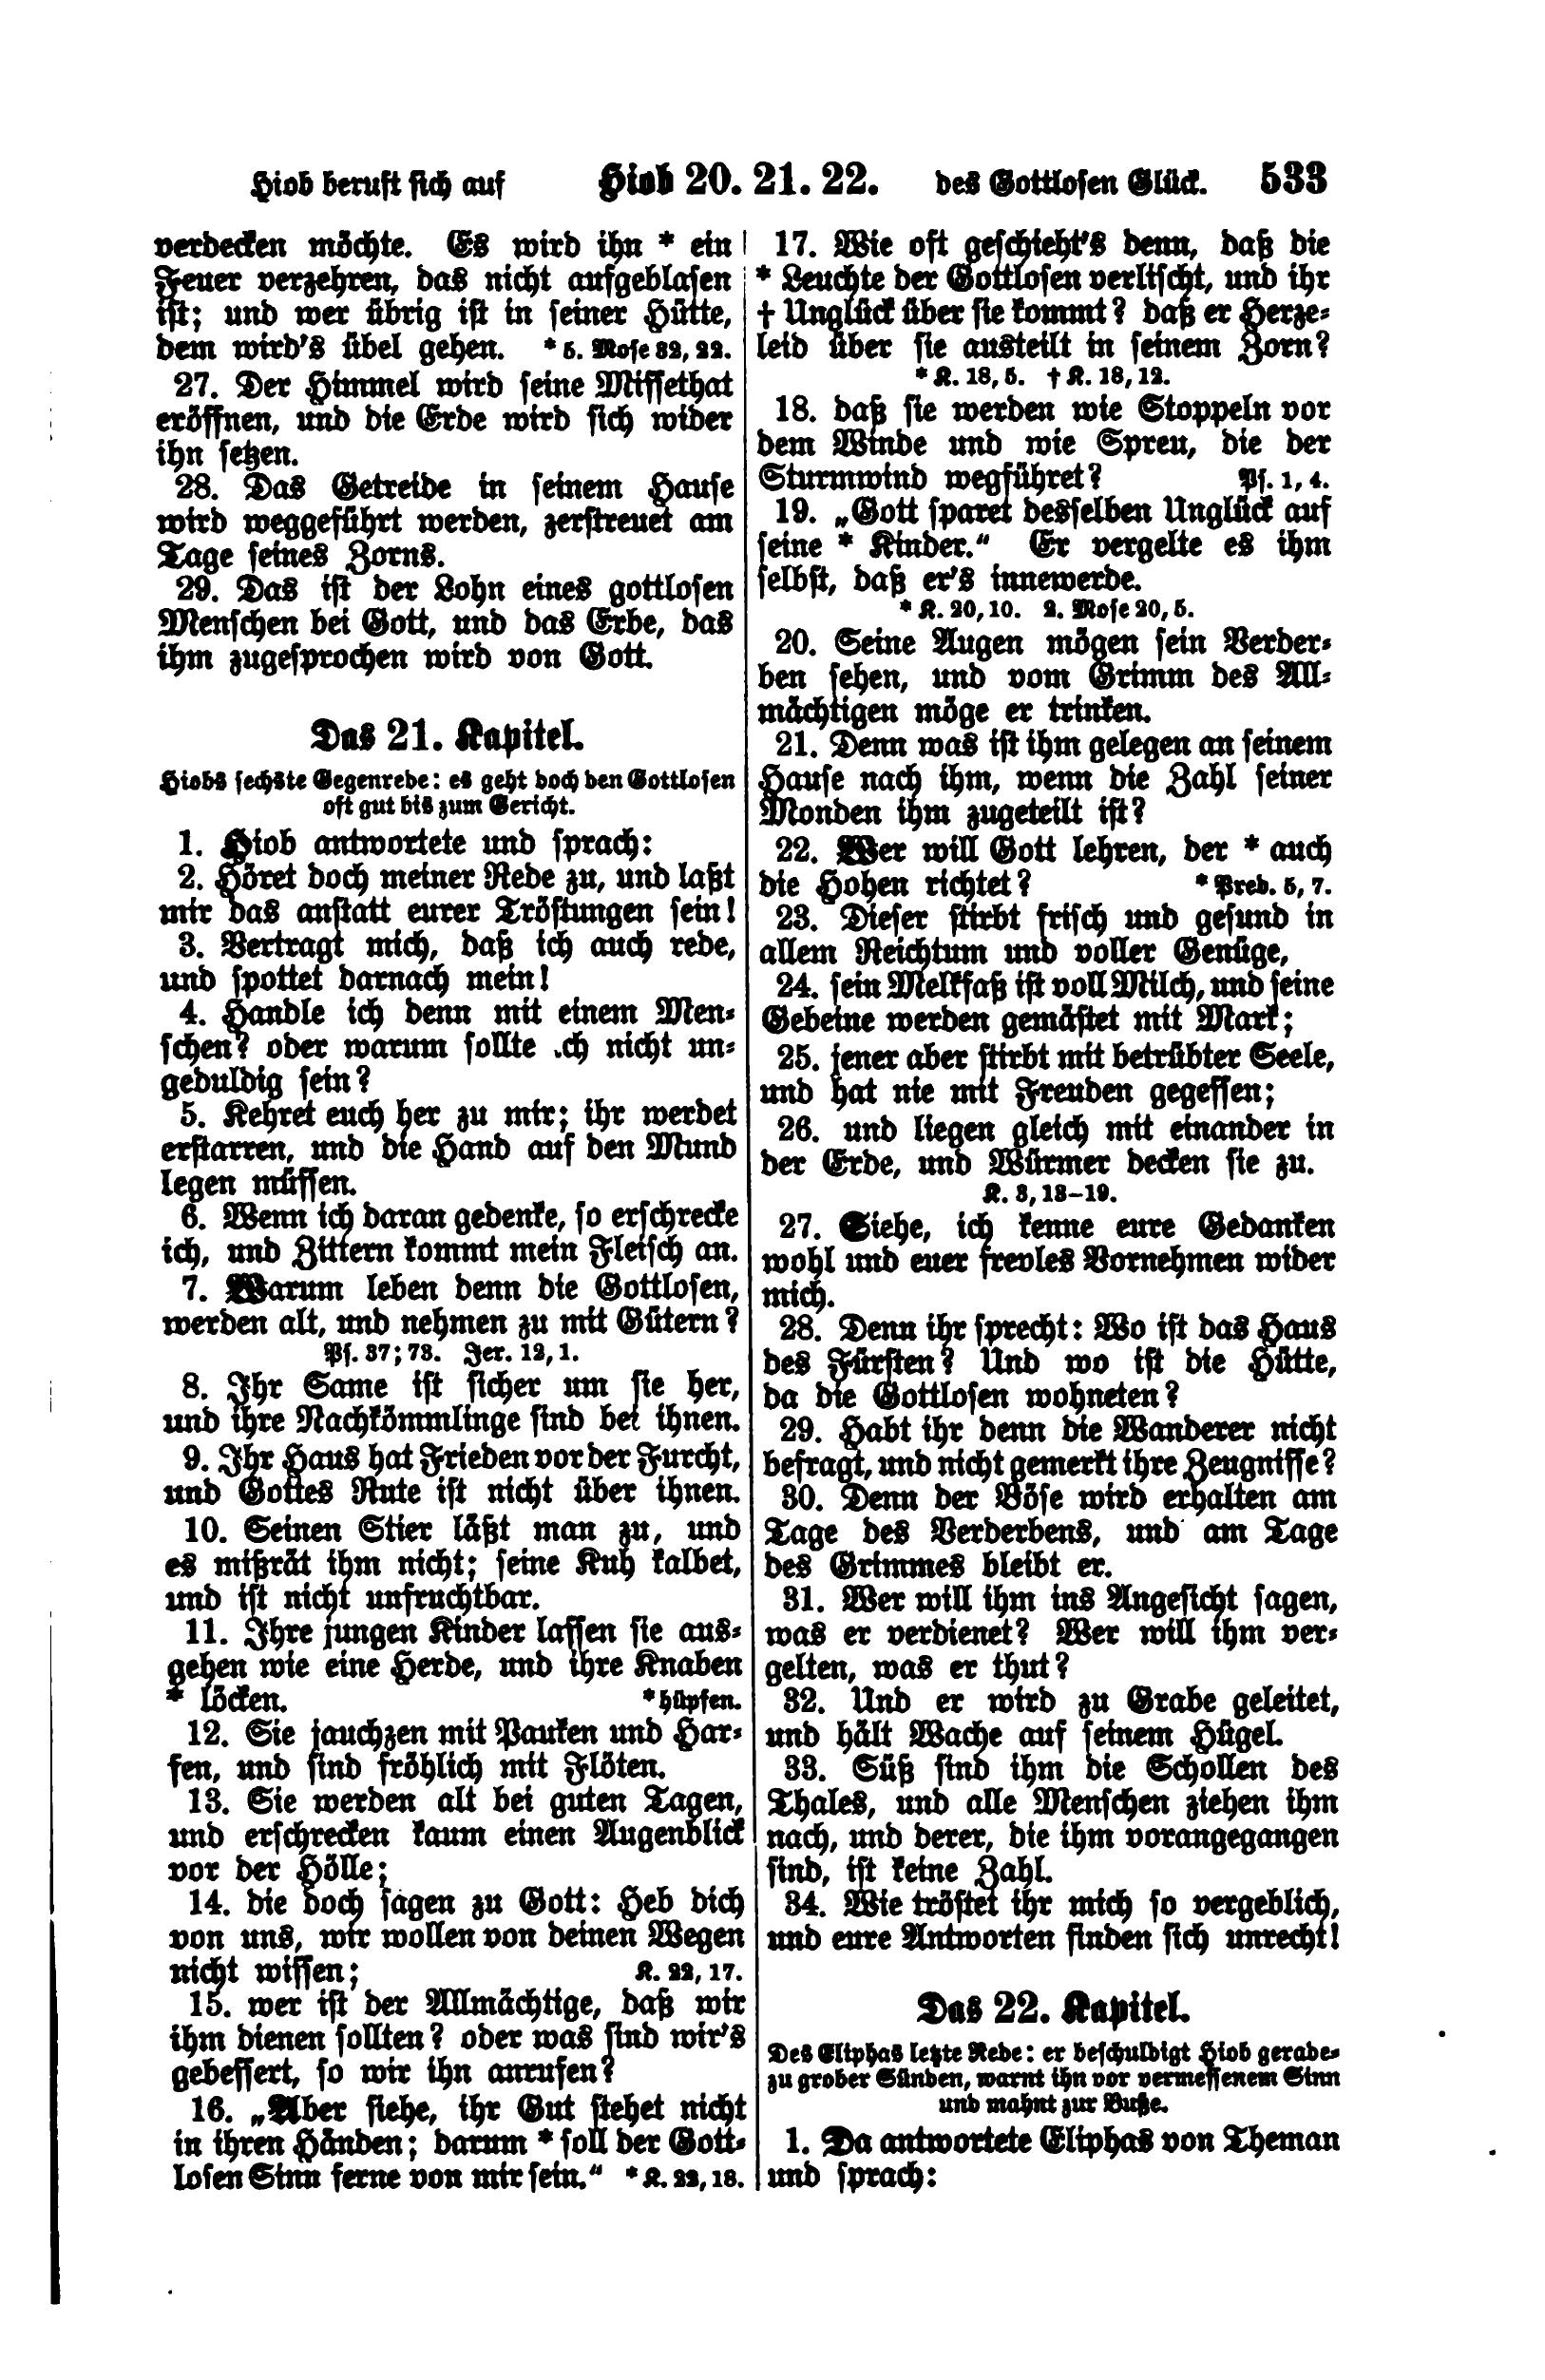 Hiob beruft sich auf Hiob 20. 21. 22. des Gottlosen Glück. 533
verdecken möchte. Es wird ihn * ein
Feuer verzehren, das nicht aufgeblasen
ist; und wer übrig ist in seiner Hütte,
dem wird's übel gehen. * 5. Mose 32, 22.
27. Der Himmel wird seine Missethat
eröffnen, und die Erde wird sich wider
ihn setzen.
28. Das Getreide in seinem Hause
wird weggeführt werden, zerstreuet am
Tage seines Zorns.
29. Das ist der Lohn eines gottlosen
Menschen bei Gott, und das Erbe, das
ihm zugesprochen wird von Gott.
Das 21. Kapitel.
Hiobs sechste Gegenrede: es geht doch den Gottlosen
oft gut bis zum Gericht.
1. Hiob antwortete und sprach:
2. Höret doch meiner Rede zu, und laßt
mir das anstatt eurer Tröstungen sein!
3. Vertragt mich, daß ich auch rede,
und spottet darnach mein!
4. Handle ich denn mit einem Men-
schen? oder warum sollte ich nicht un-
geduldig sein?
5. Kehret euch her zu mir; ihr werdet
erstarren, und die Hand auf den Mund
legen müssen.
6. Wenn ich daran gedenke, so erschrecke
ich, und Zittern kommt mein Fleisch an.
7. Warum leben denn die Gottlosen,
werden alt, und nehmen zu mit Gütern?
Ps. 37; 73. Jer. 12, 1.
8. Ihr Same ist sicher um sie her,
und ihre Nachkömmlinge sind bei ihnen.
9. Ihr Haus hat Frieden vor der Furcht,
und Gottes Rute ist nicht über ihnen.
10. Seinen Stier läßt man zu, und
es mißrät ihm nicht; seine Kuh kalbet,
und ist nicht unfruchtbar.
11. Ihre jungen Kinder lassen sie aus-
gehen wie eine Herde, und ihre Knaben
* löcken. * hüpfen.
12. Sie jauchzen mit Pauken und Har-
fen, und sind fröhlich mit Flöten.
13. Sie werden alt bei guten Tagen,
und erschrecken kaum einen Augenblick
vor der Hölle;
14. die doch sagen zu Gott: Heb dich
von uns, wir wollen von deinen Wegen
nicht wissen; K. 22, 17.
15. wer ist der Allmächtige, daß wir
ihm dienen sollten? oder was sind wir's
gebessert, so wir ihn anrufen?
16. „Aber siehe, ihr Gut stehet nicht
in ihren Händen; darum * soll der Gott-
losen Sinn ferne von mir sein.“ * K. 22, 18.
17. Wie oft geschieht's denn, daß die
* Leuchte der Gottlosen verlischt, und ihr
† Unglück über sie kommt? daß er Herze-
leid über sie austeilt in seinem Zorn?
* K. 18, 5. † K. 18, 12.
18. daß sie werden wie Stoppeln vor
dem Winde und wie Spreu, die der
Sturmwind wegführet? Ps. 1, 4.
19. „Gott sparet desselben Unglück auf
seine * Kinder.“ Er vergelte es ihm
selbst, daß er's innewerde.
* K. 20, 10. 2. Mose 20, 5.
20. Seine Augen mögen sein Verder-
ben sehen, und vom Grimm des All-
mächtigen möge er trinken.
21. Denn was ist ihm gelegen an seinem
Hause nach ihm, wenn die Zahl seiner
Monden ihm zugeteilt ist?
22. Wer will Gott lehren, der * auch
die Hohen richtet? * Pred. 5, 7.
23. Dieser stirbt frisch und gesund in
allem Reichtum und voller Genüge,
24. sein Melkfaß ist voll Milch, und seine
Gebeine werden gemästet mit Mark;
25. jener aber stirbt mit betrübter Seele,
und hat nie mit Freuden gegessen;
26. und liegen gleich mit einander in
der Erde, und Würmer decken sie zu.
K. 3, 13–19.
27. Siehe, ich kenne eure Gedanken
wohl und euer frevles Vornehmen wider
mich.
28. Denn ihr sprecht: Wo ist das Haus
des Fürsten? Und wo ist die Hütte,
da die Gottlosen wohneten?
29. Habt ihr denn die Wanderer nicht
befragt, und nicht gemerkt ihre Zeugnisse?
30. Denn der Böse wird erhalten am
Tage des Verderbens, und am Tage
des Grimmes bleibt er.
31. Wer will ihm ins Angesicht sagen,
was er verdienet? Wer will ihm ver-
gelten, was er thut?
32. Und er wird zu Grabe geleitet,
und hält Wache auf seinem Hügel.
33. Süß sind ihm die Schollen des
Thales, und alle Menschen ziehen ihm
nach, und derer, die ihm vorangegangen
sind, ist keine Zahl.
34. Wie tröstet ihr mich so vergeblich,
und eure Antworten finden sich unrecht!
Das 22. Kapitel.
Des Eliphas letzte Rede: er beschuldigt Hiob gerade-
zu grober Sünden, warnt ihn vor vermessenem Sinn
und mahnt zur Buße.
1. Da antwortete Eliphas von Theman
und sprach: